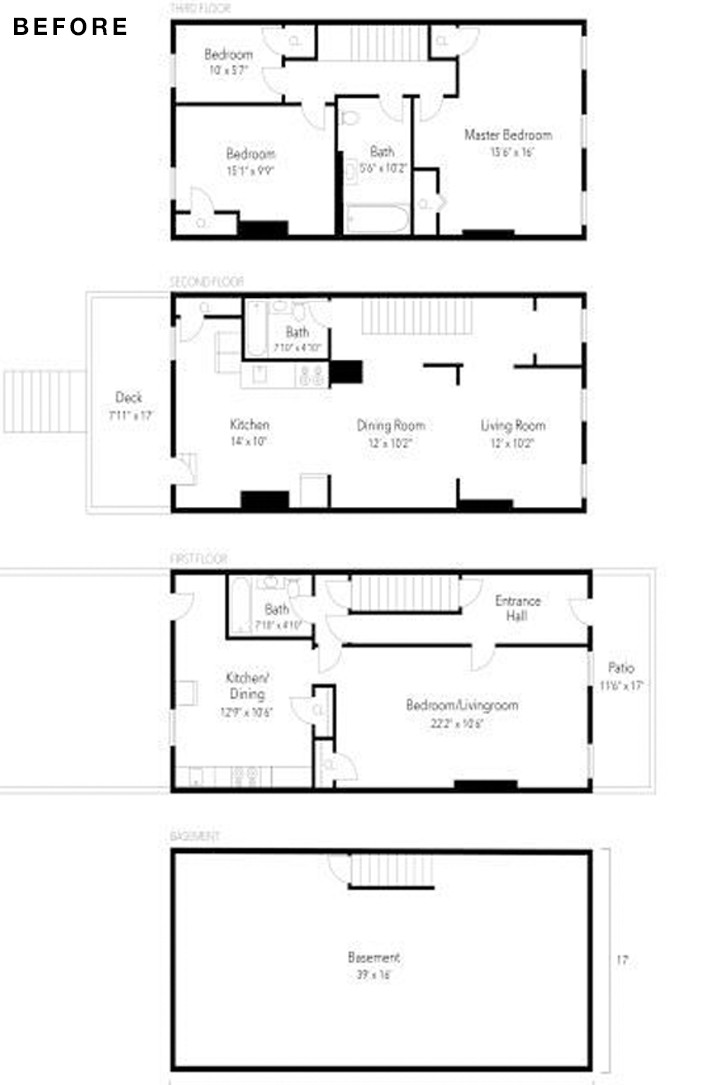 THIRD FLOOR
BEFORE
Bedroom
10' x 5'7"
Master Bedroom
15'6" x 16'
Bedroom
15'1" x 9'9"
Bath
5'6" x 10'2"
SECOND FLOOR
Bath
7'10" x 4'10"
Deck
7'11" x 17'
Kitchen
14' x 10"
Dining Room
12' x 10'2"
Living Room
12' x 10'2"
FIRST FLOOR
Bath
7'10" x 4'10"
Entrance
Hall
Patio
11'6" x 17'
Kitchen/
Dining
12'9" x 10'6"
Bedroom/Livingroom
22'2" x 10'6"
BASEMENT
Basement
39' x 16'
17'